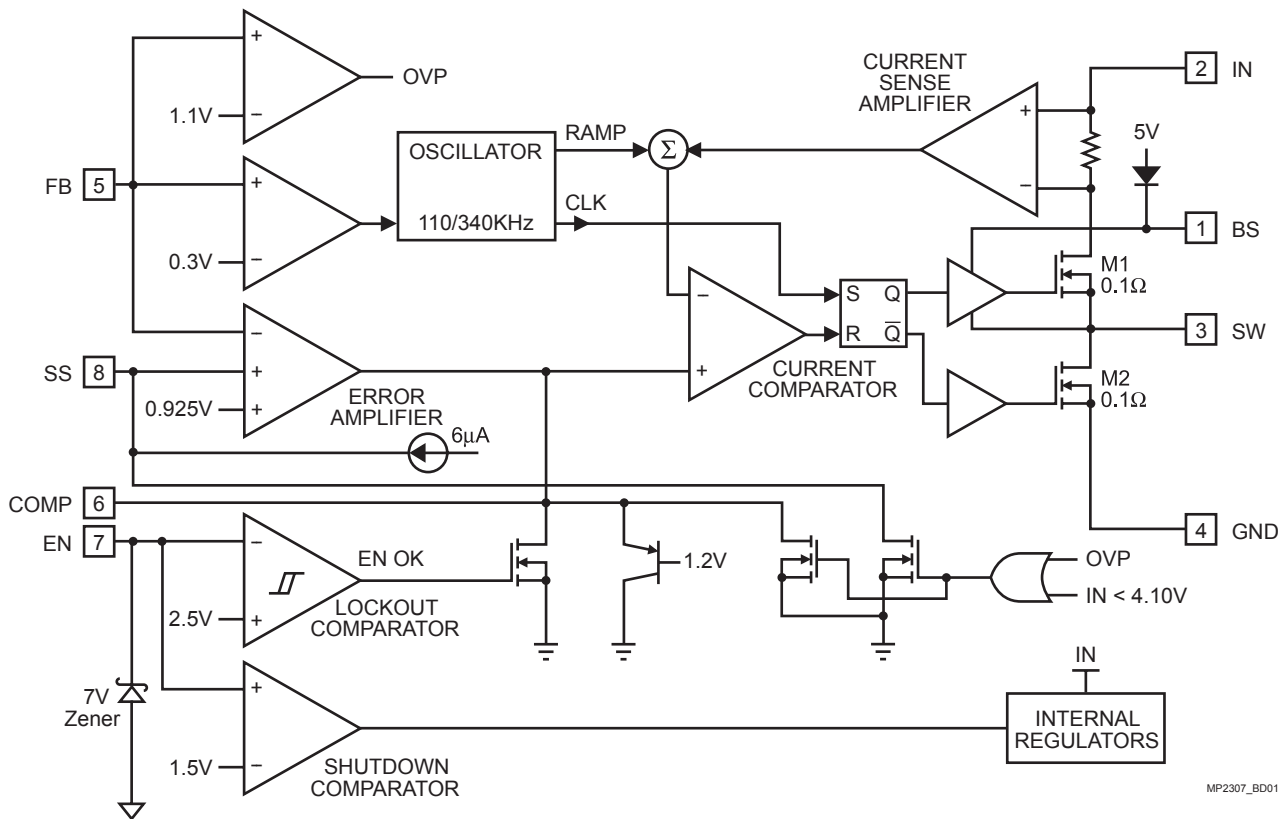 +
OVP
1.1V
−
CURRENT
SENSE
AMPLIFIER
2 IN
+
5V
RAMP
OSCILLATOR
Σ
FB 5
+
−
110/340KHz
CLK
0.3V
−
1 BS
M1
0.1Ω
−
S Q
−
3 SW
R Q̅
SS 8
+
+
CURRENT
COMPARATOR
M2
0.1Ω
0.925V
+
ERROR
AMPLIFIER
6μA
COMP 6
4 GND
EN 7
−
EN OK
1.2V
OVP
IN < 4.10V
2.5V
+
LOCKOUT
COMPARATOR
IN
7V
Zener
+
INTERNAL
REGULATORS
1.5V
−
SHUTDOWN
COMPARATOR
MP2307_BD01